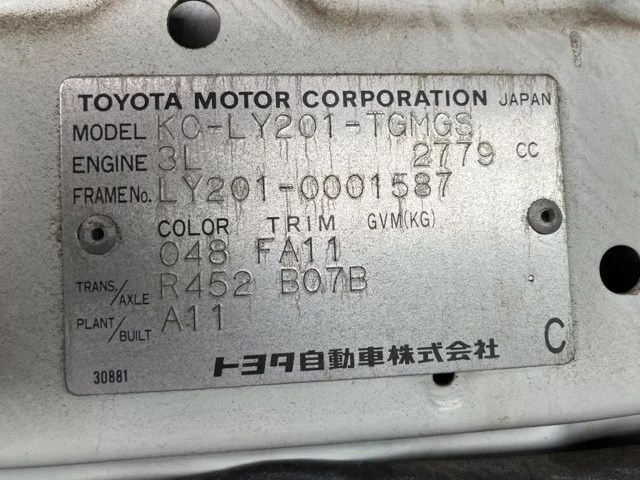 TOYOTA MOTOR CORPORATION JAPAN
MODEL KC-LY201-TGMGS
ENGINE 3L 2779 CC
FRAME No. LY201-0001587
COLOR TRIM GVM(KG)
048 FA11
TRANS./AXLE R452 B07B
PLANT/BUILT A11
C
トヨタ自動車株式会社
30881